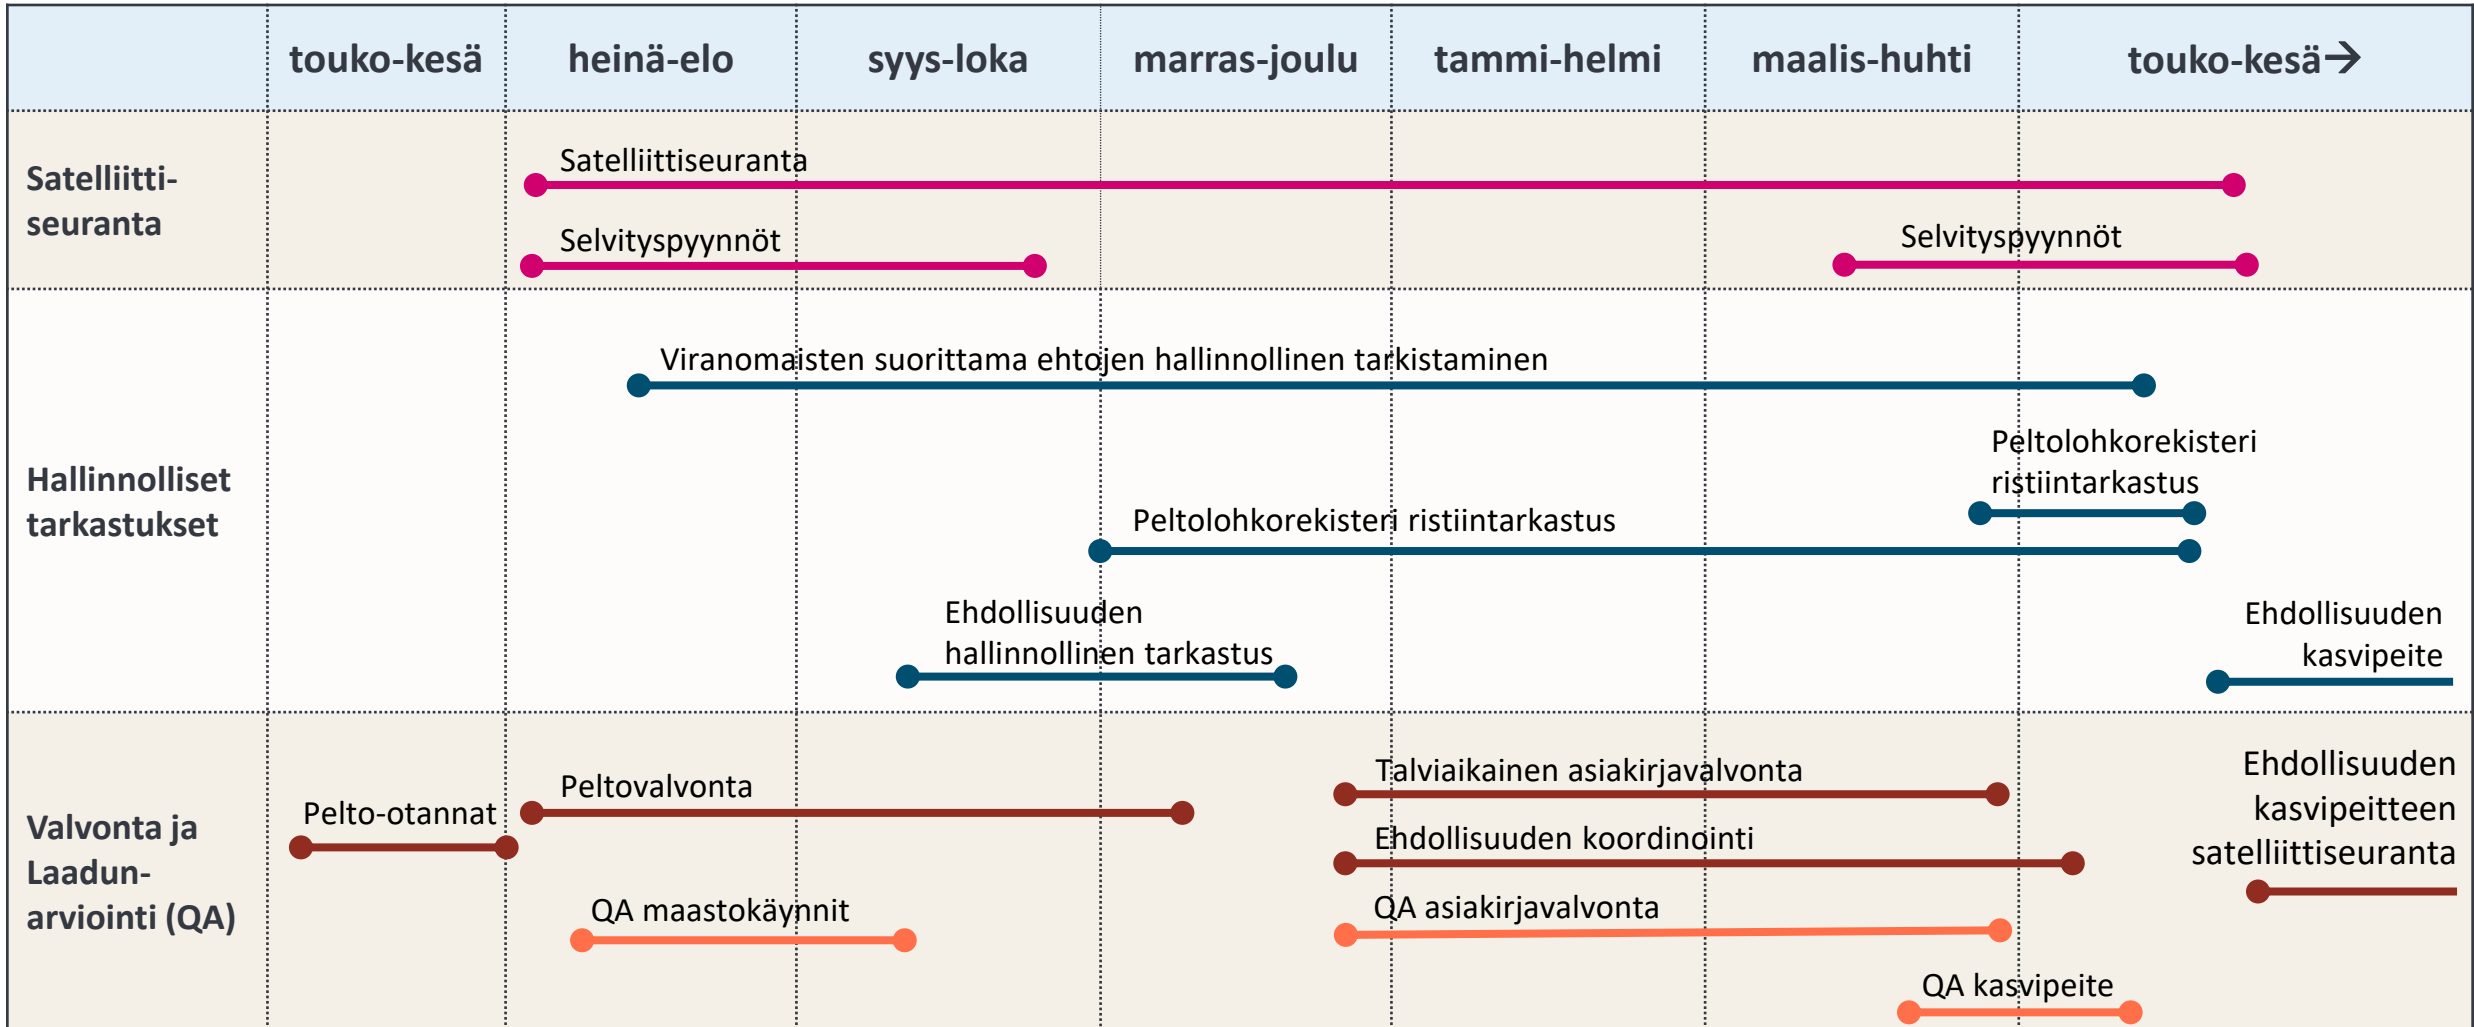 touko-kesä
heinä-elo
syys-loka
marras-joulu
tammi-helmi
maalis-huhti
touko-kesä→
Satelliitti-
seuranta
Satelliittiseuranta
Selvityspyynnöt
Selvityspyynnöt
Hallinnolliset
tarkastukset
Viranomaisten suorittama ehtojen hallinnollinen tarkistaminen
Peltolohkorekisteri
ristiintarkastus
Peltolohkorekisteri ristiintarkastus
Ehdollisuuden
hallinnollinen tarkastus
Ehdollisuuden
kasvipeite
Valvonta ja
Laadun-
arviointi (QA)
Pelto-otannat
Peltovalvonta
Talviaikainen asiakirjavalvonta
Ehdollisuuden koordinointi
Ehdollisuuden
kasvipeitteen
satelliittiseuranta
QA maastokäynnit
QA asiakirjavalvonta
QA kasvipeite